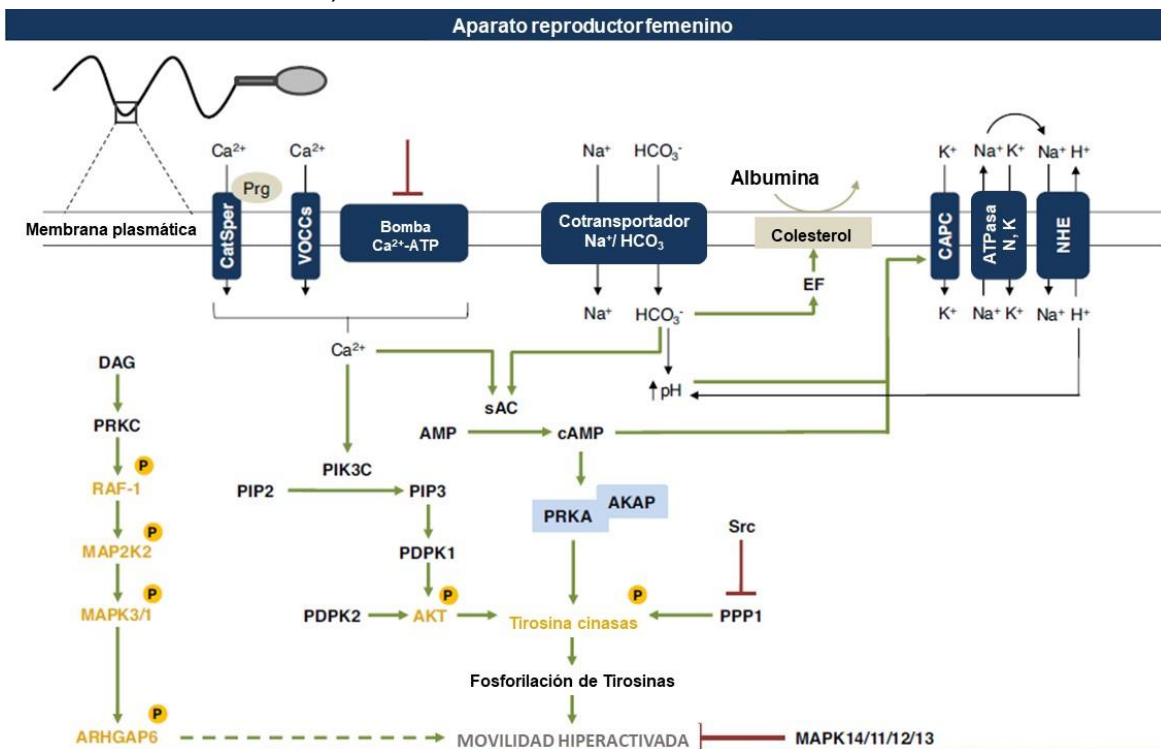 Aparato reproductor femenino
Ca²⁺ Ca²⁺ Na⁺ HCO₃⁻ K⁺ Na⁺ K⁺ Na⁺ H⁺
Prg
Albumina
Membrana plasmática
CatSper
VOCCs
Bomba
Ca²⁺-ATP
Cotransportador
Na⁺/ HCO₃
Colesterol
CAPC
ATPasa
N, K
NHE
EF
Na⁺ HCO₃⁻ K⁺ Na⁺ K⁺ Na⁺ H⁺
Ca²⁺
DAG
↑ pH
sAC
PRKC
AMP cAMP
PIK3C
P
RAF-1
PIP2 PIP3
AKAP
PRKA
Src
P
MAP2K2
PDPK1
P
MAPK3/1
P
P
PDPK2 AKT Tirosina cinasas PPP1
Fosforilación de Tirosinas
P
ARHGAP6 MOVILIDAD HIPERACTIVADA MAPK14/11/12/13